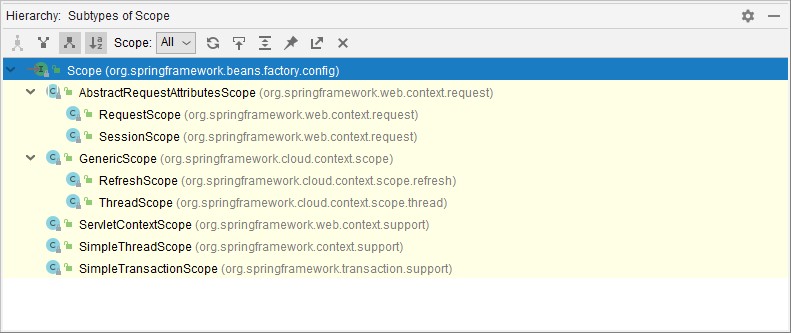 Hierarchy: Subtypes of Scope
Scope: All
Scope (org.springframework.beans.factory.config)
AbstractRequestAttributesScope (org.springframework.web.context.request)
RequestScope (org.springframework.web.context.request)
SessionScope (org.springframework.web.context.request)
GenericScope (org.springframework.cloud.context.scope)
RefreshScope (org.springframework.cloud.context.scope.refresh)
ThreadScope (org.springframework.cloud.context.scope.thread)
ServletContextScope (org.springframework.web.context.support)
SimpleThreadScope (org.springframework.context.support)
SimpleTransactionScope (org.springframework.transaction.support)